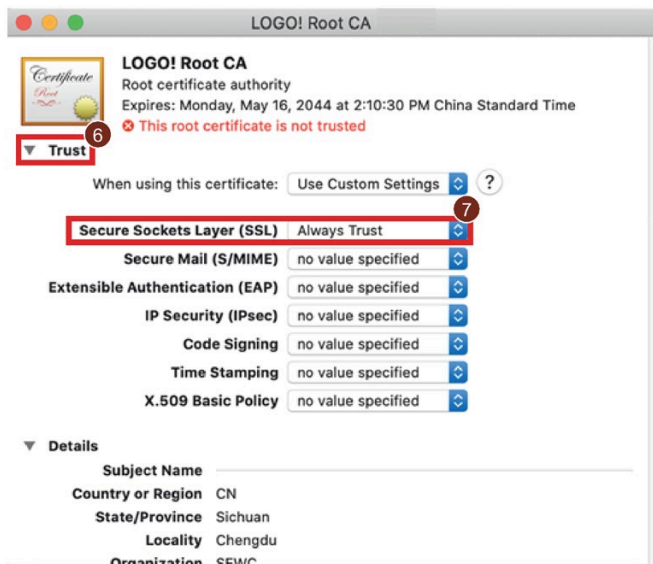 LOGO! Root CA
Certificate
Root
LOGO! Root CA
Root certificate authority
Expires: Monday, May 16, 2044 at 2:10:30 PM China Standard Time
This root certificate is not trusted
6
Trust
When using this certificate: Use Custom Settings ?
7
Secure Sockets Layer (SSL) Always Trust
Secure Mail (S/MIME) no value specified
Extensible Authentication (EAP) no value specified
IP Security (IPsec) no value specified
Code Signing no value specified
Time Stamping no value specified
X.509 Basic Policy no value specified
Details
Subject Name
Country or Region CN
State/Province Sichuan
Locality Chengdu
Organization SEWC